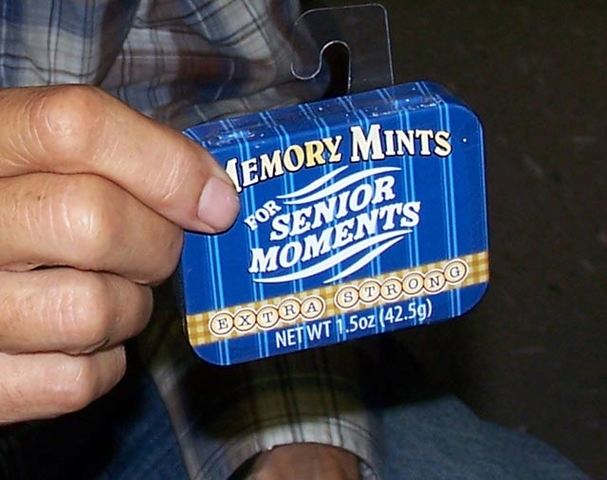 MEMORY MINTS
FOR
SENIOR
MOMENTS
EXTRA STRONG
NET WT 1.5oz (42.5g)